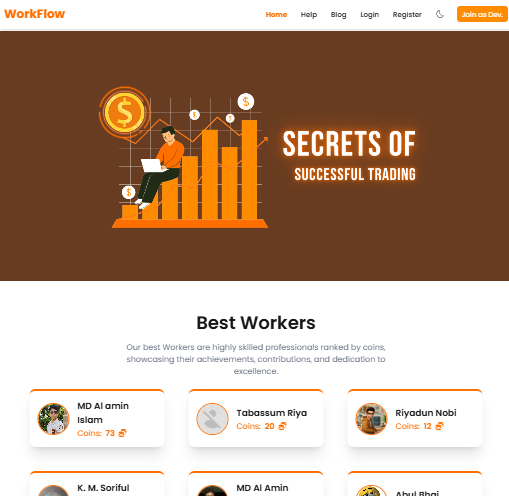 WorkFlow
Home Help Blog Login Register Join as Dev.
SECRETS OF
SUCCESSFUL TRADING
Best Workers
Our best Workers are highly skilled professionals ranked by coins,
showcasing their achievements, contributions, and dedication to
excellence.
MD Al amin
Islam
Coins: 73
Tabassum Riya
Coins: 20
Riyadun Nobi
Coins: 12
K. M. Soriful
MD Al Amin
Abul Bhai